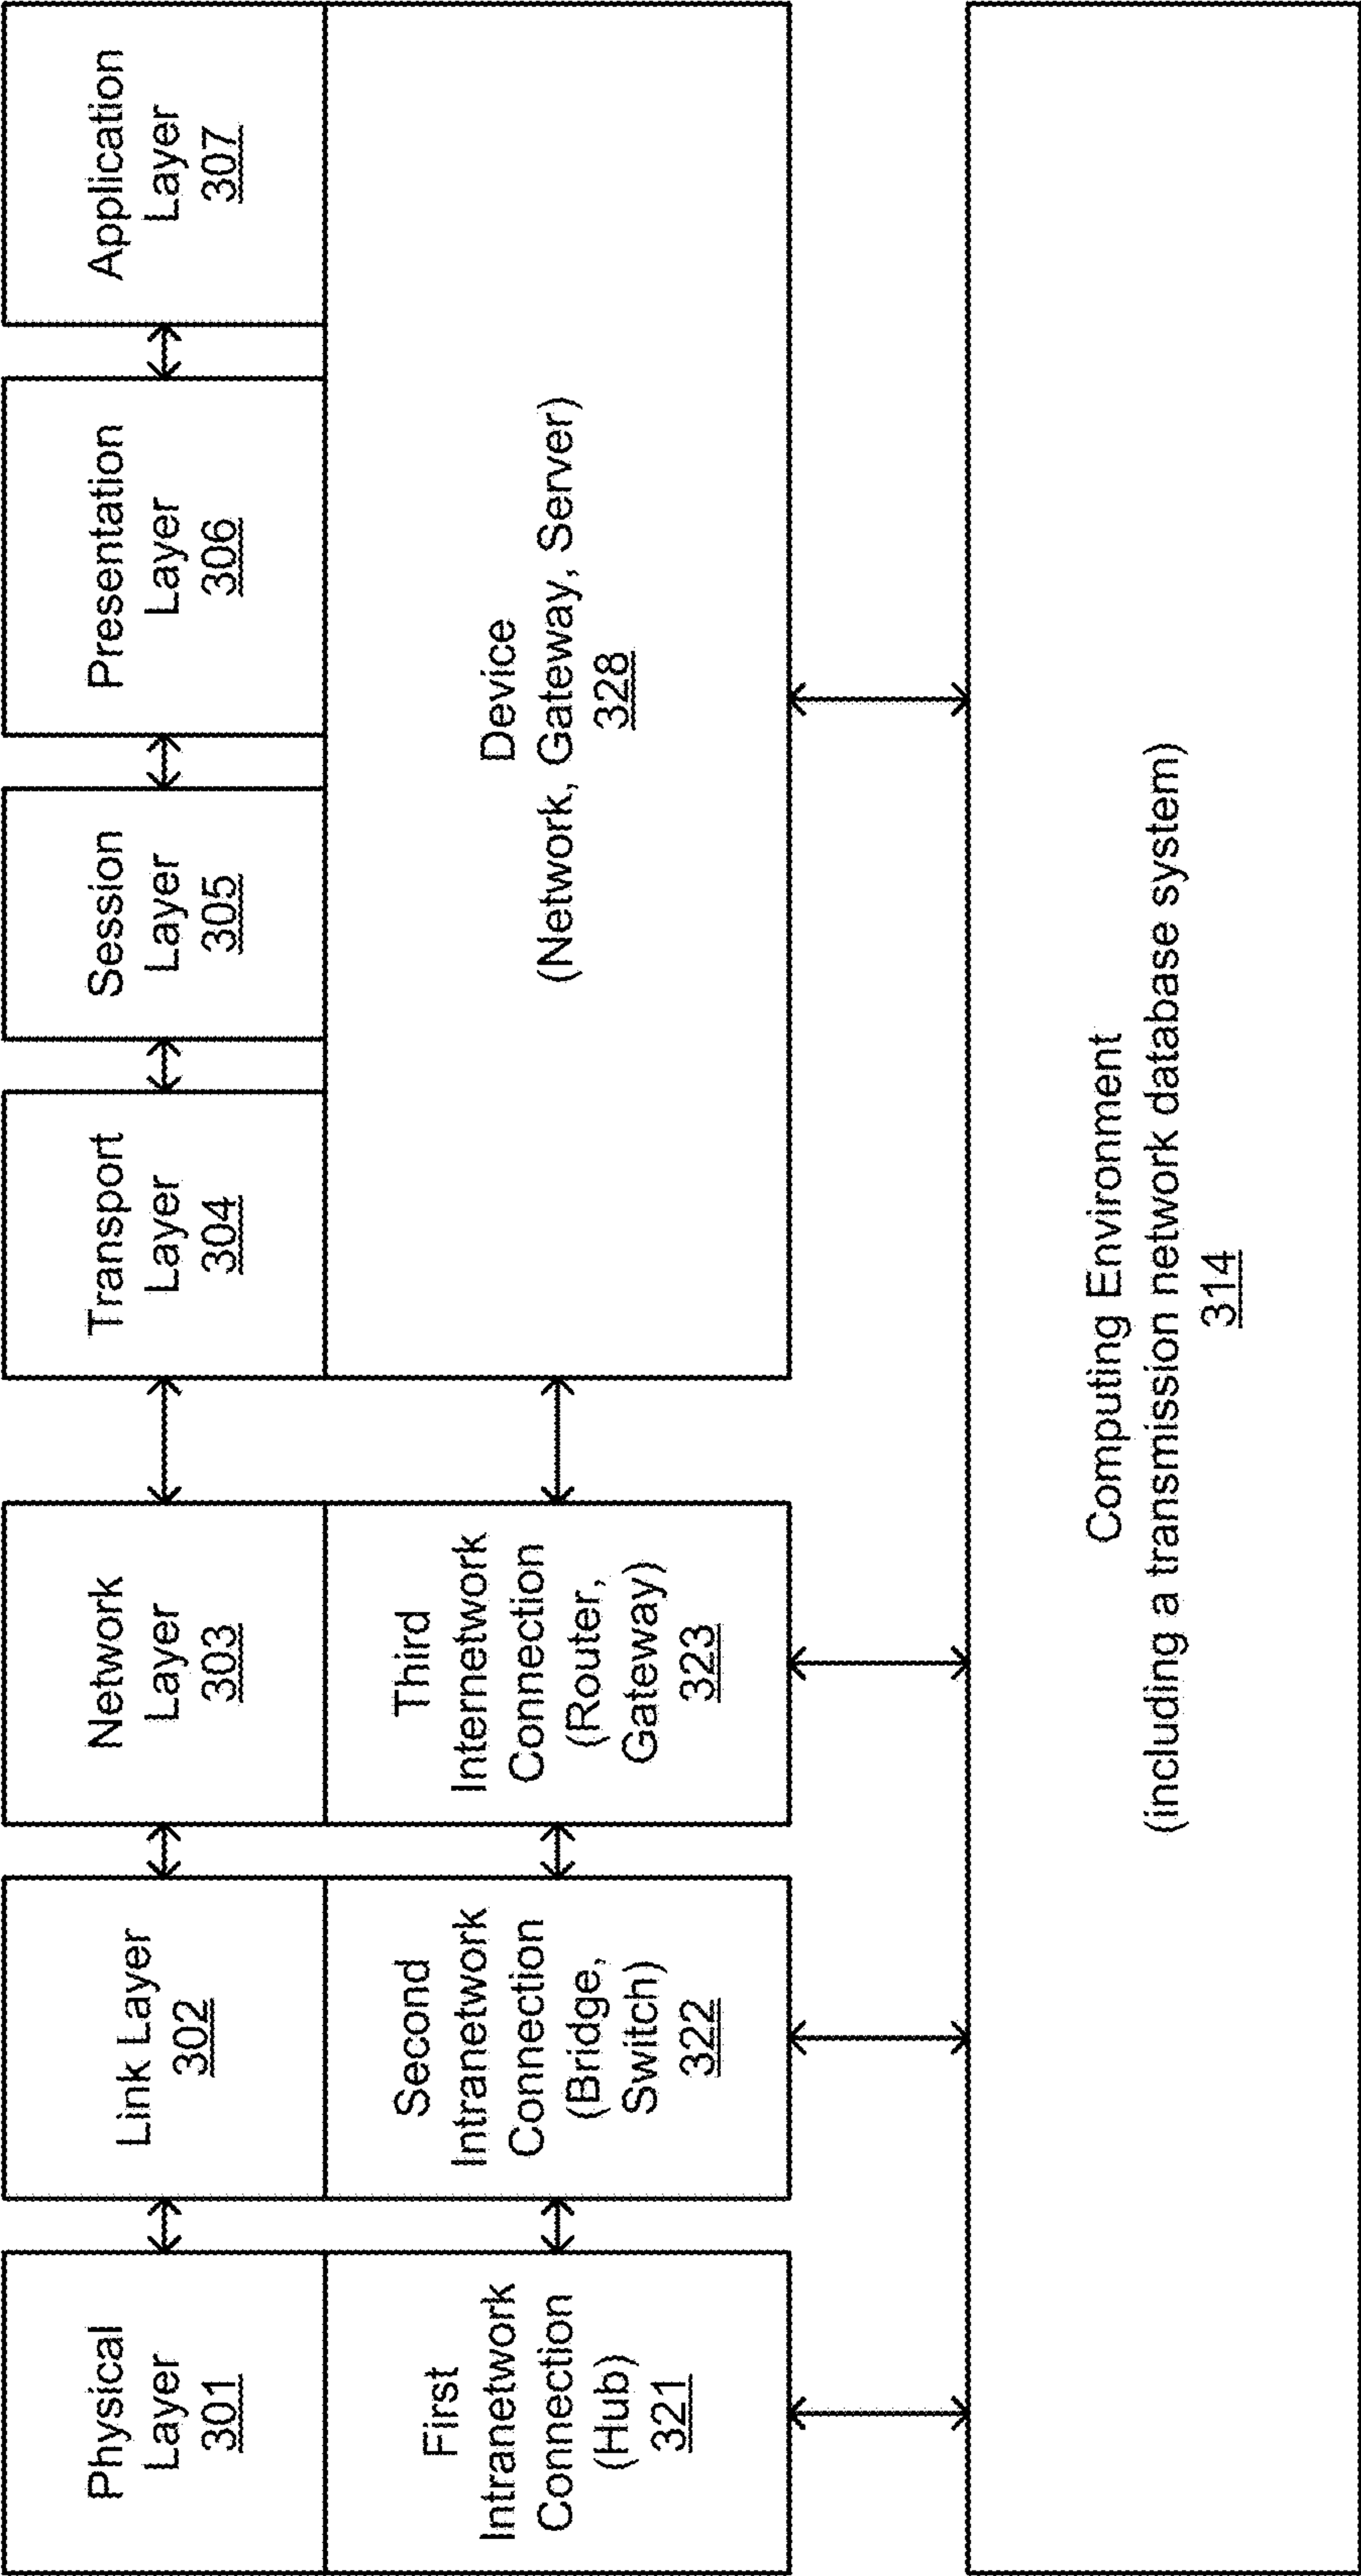 Physical
Layer
301
Link Layer
302
Network
Layer
303
Transport
Layer
304
Session
Layer
305
Presentation
Layer
306
Application
Layer
307
First
Intranetwork
Connection
(Hub)
321
Second
Intranetwork
Connection
(Bridge,
Switch)
322
Third
Internetwork
Connection
(Router,
Gateway)
323
Device
(Network, Gateway, Server)
328
Computing Environment
(including a transmission network database system)
314